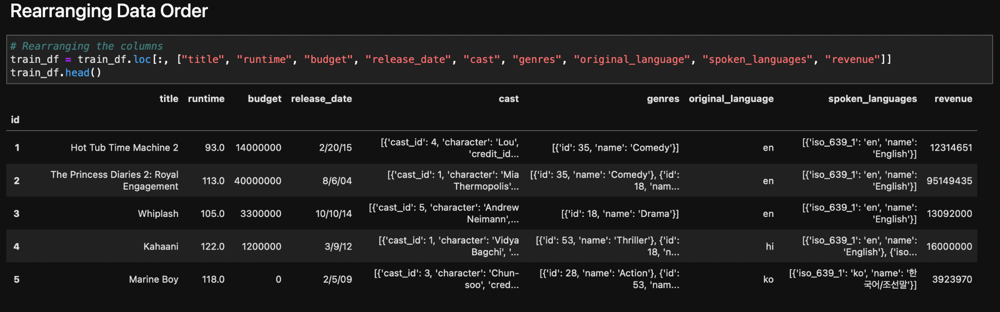 Rearranging Data Order
# Rearranging the columns
train_df = train_df.loc[:, ["title", "runtime", "budget", "release_date", "cast", "genres", "original_language", "spoken_languages", "revenue"]]
train_df.head()
title runtime budget release_date cast genres original_language spoken_languages revenue
id
1 Hot Tub Time Machine 2 93.0 14000000 2/20/15 [{'cast_id': 4, 'character': 'Lou', 'credit_id... [{'id': 35, 'name': 'Comedy'}] en [{'iso_639_1': 'en', 'name': 'English'}] 12314651
2 The Princess Diaries 2: Royal Engagement 113.0 40000000 8/6/04 [{'cast_id': 1, 'character': 'Mia Thermopolis'... [{'id': 35, 'name': 'Comedy'}, {'id': 18, 'nam... en [{'iso_639_1': 'en', 'name': 'English'}] 95149435
3 Whiplash 105.0 3300000 10/10/14 [{'cast_id': 5, 'character': 'Andrew Neimann',... [{'id': 18, 'name': 'Drama'}] en [{'iso_639_1': 'en', 'name': 'English'}] 13092000
4 Kahaani 122.0 1200000 3/9/12 [{'cast_id': 1, 'character': 'Vidya Bagchi', '... [{'id': 53, 'name': 'Thriller'}, {'id': 18, 'n... hi [{'iso_639_1': 'en', 'name': 'English'}, {'iso... 16000000
5 Marine Boy 118.0 0 2/5/09 [{'cast_id': 3, 'character': 'Chun-soo', 'cred... [{'id': 28, 'name': 'Action'}, {'id': 53, 'nam... ko [{'iso_639_1': 'ko', 'name': '한국어/조선말'}] 3923970